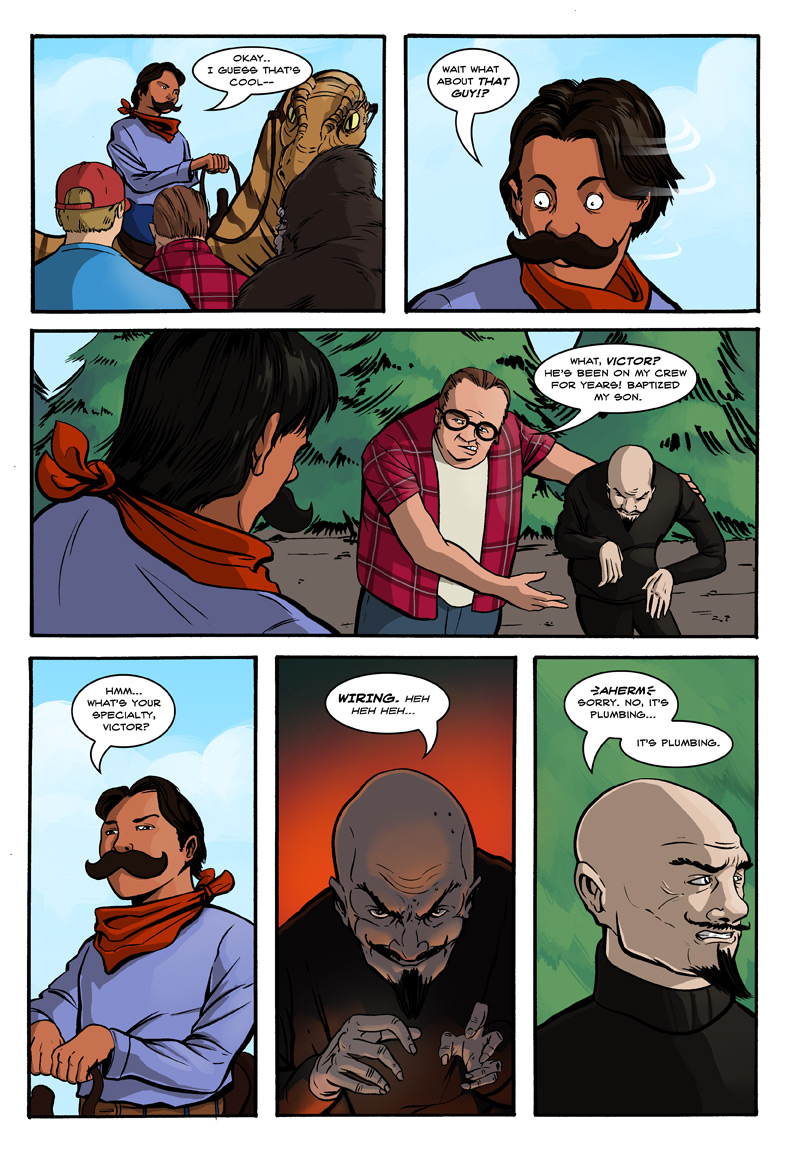 OKAY..
I GUESS THAT'S
COOL--
WAIT WHAT
ABOUT THAT
GUY!?
WHAT, VICTOR?
HE'S BEEN ON MY CREW
FOR YEARS! BAPTIZED
MY SON.
HMM...
WHAT'S YOUR
SPECIALTY,
VICTOR?
WIRING. HEH
HEH HEH...
AHERM
SORRY. NO, IT'S
PLUMBING...
IT'S PLUMBING.